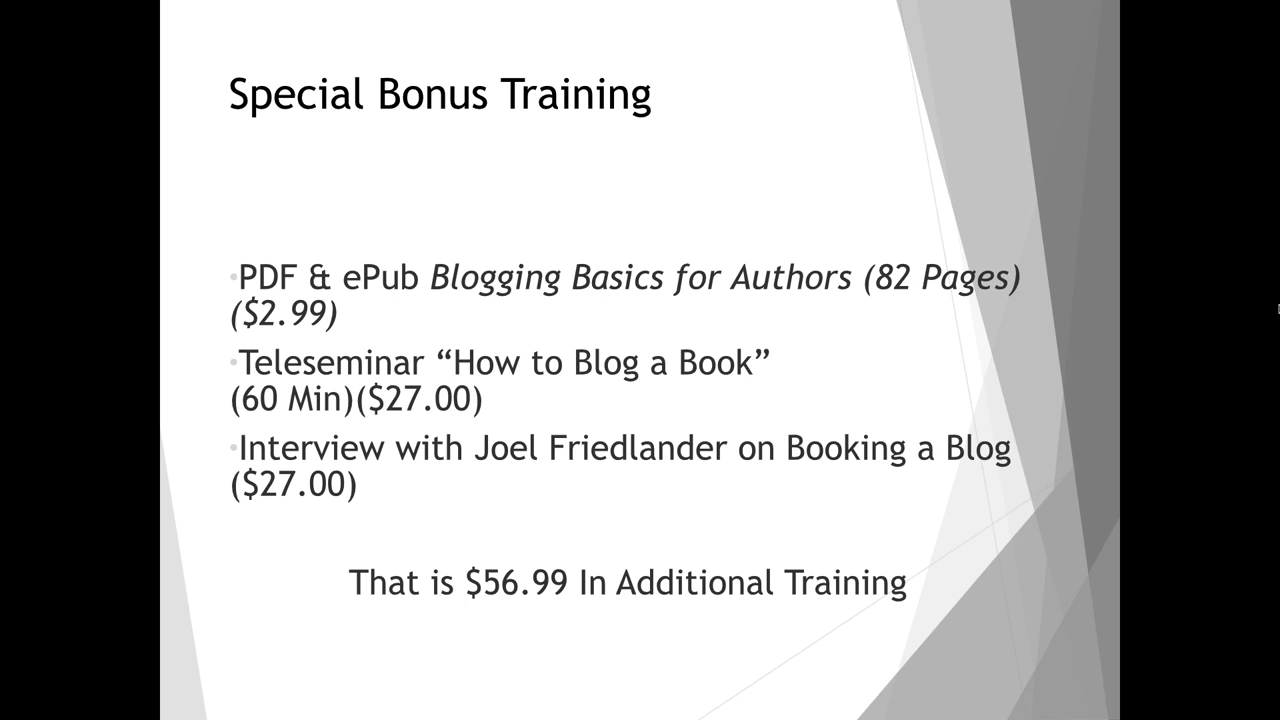 Special Bonus Training
•PDF & ePub Blogging Basics for Authors (82 Pages)
($2.99)
•Teleseminar “How to Blog a Book”
(60 Min)($27.00)
•Interview with Joel Friedlander on Booking a Blog
($27.00)
That is $56.99 In Additional Training